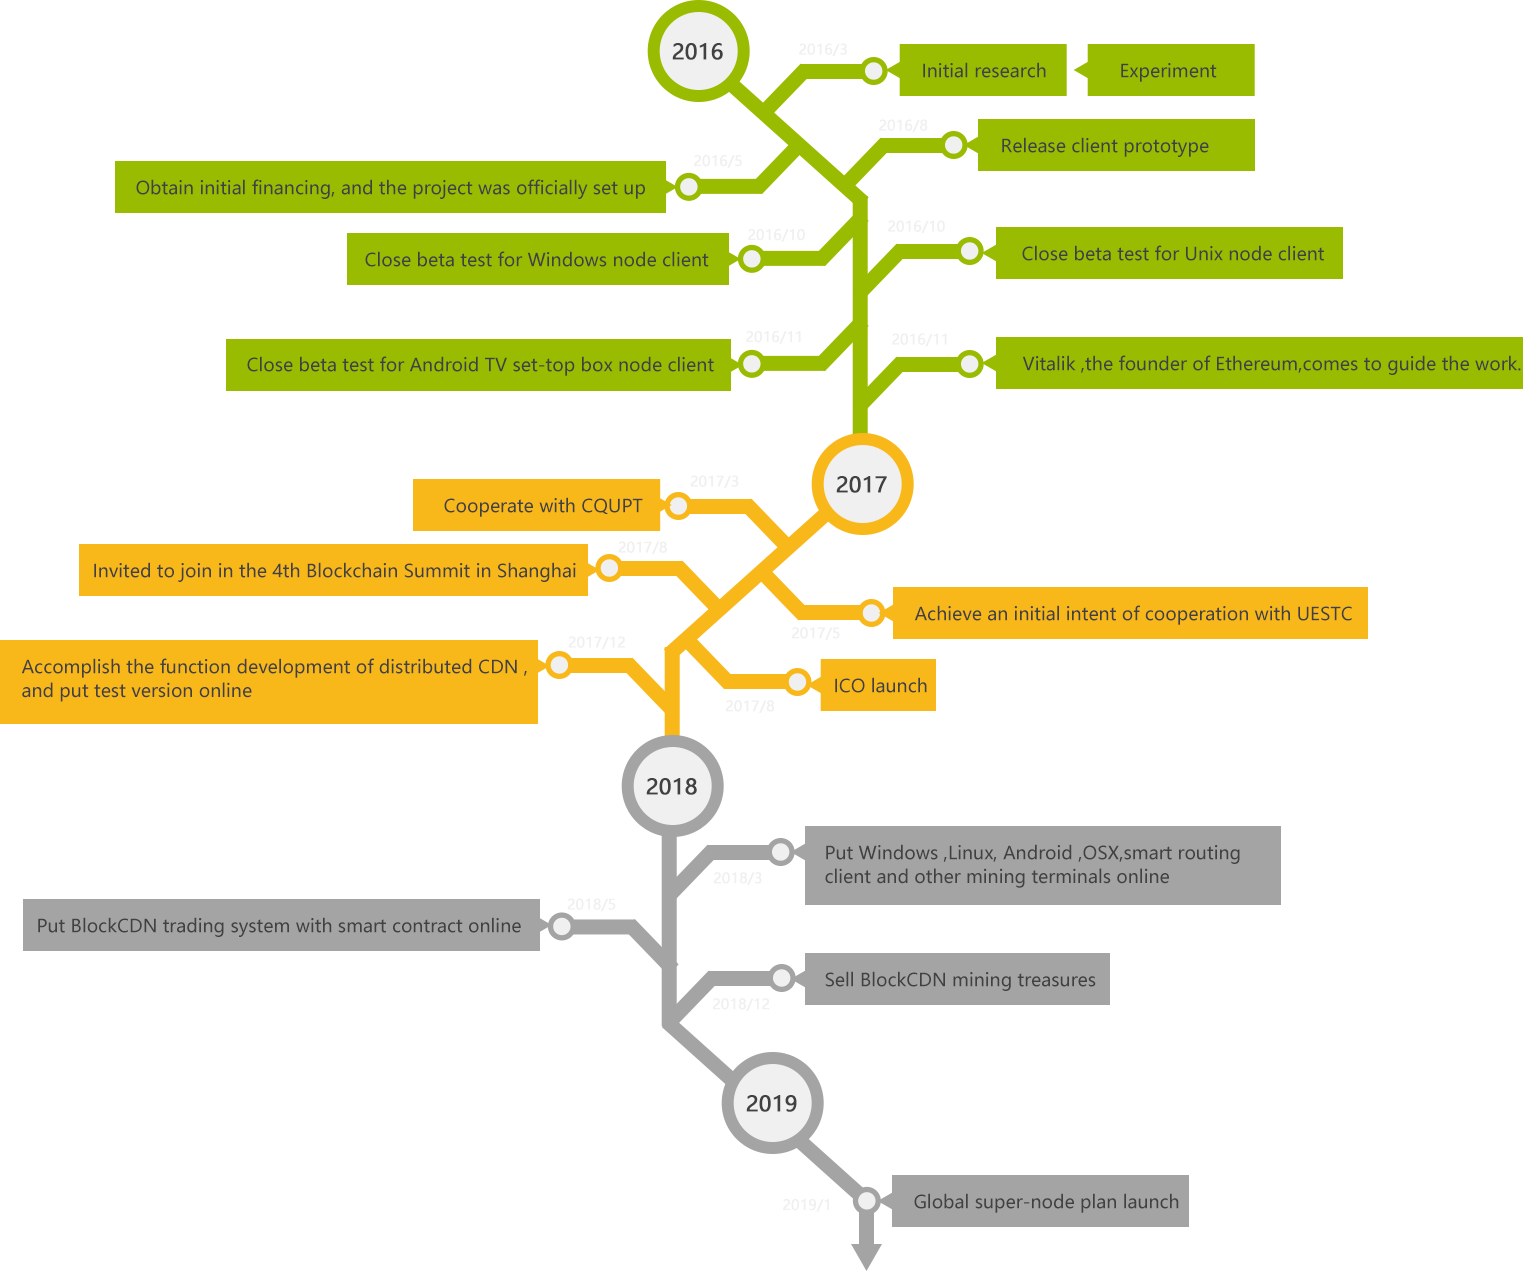 2016
2016/3
Initial research
Experiment
2016/8
Release client prototype
2016/5
Obtain initial financing, and the project was officially set up
2016/10
Close beta test for Windows node client
2016/10
Close beta test for Unix node client
2016/11
Close beta test for Android TV set-top box node client
2016/11
Vitalik ,the founder of Ethereum,comes to guide the work.
2017
2017/3
Cooperate with CQUPT
2017/8
Invited to join in the 4th Blockchain Summit in Shanghai
Achieve an initial intent of cooperation with UESTC
2017/5
2017/12
Accomplish the function development of distributed CDN ,
and put test version online
ICO launch
2017/8
2018
Put Windows ,Linux, Android ,OSX,smart routing
client and other mining terminals online
2018/3
2018/5
Put BlockCDN trading system with smart contract online
Sell BlockCDN mining treasures
2018/12
2019
2019/1
Global super-node plan launch